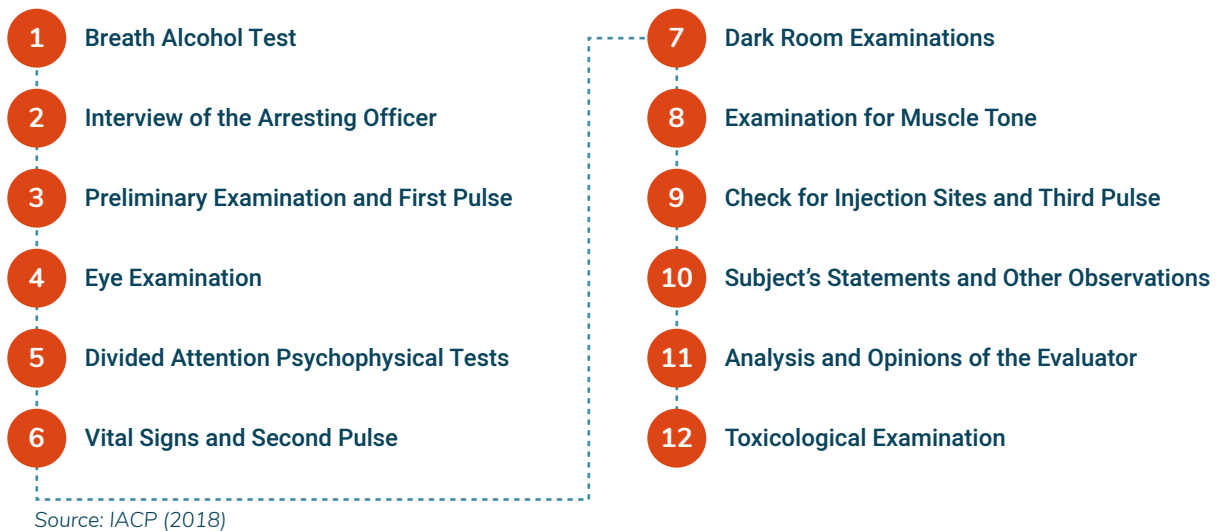 1 Breath Alcohol Test
2 Interview of the Arresting Officer
3 Preliminary Examination and First Pulse
4 Eye Examination
5 Divided Attention Psychophysical Tests
6 Vital Signs and Second Pulse
7 Dark Room Examinations
8 Examination for Muscle Tone
9 Check for Injection Sites and Third Pulse
10 Subject's Statements and Other Observations
11 Analysis and Opinions of the Evaluator
12 Toxicological Examination
Source: IACP (2018)